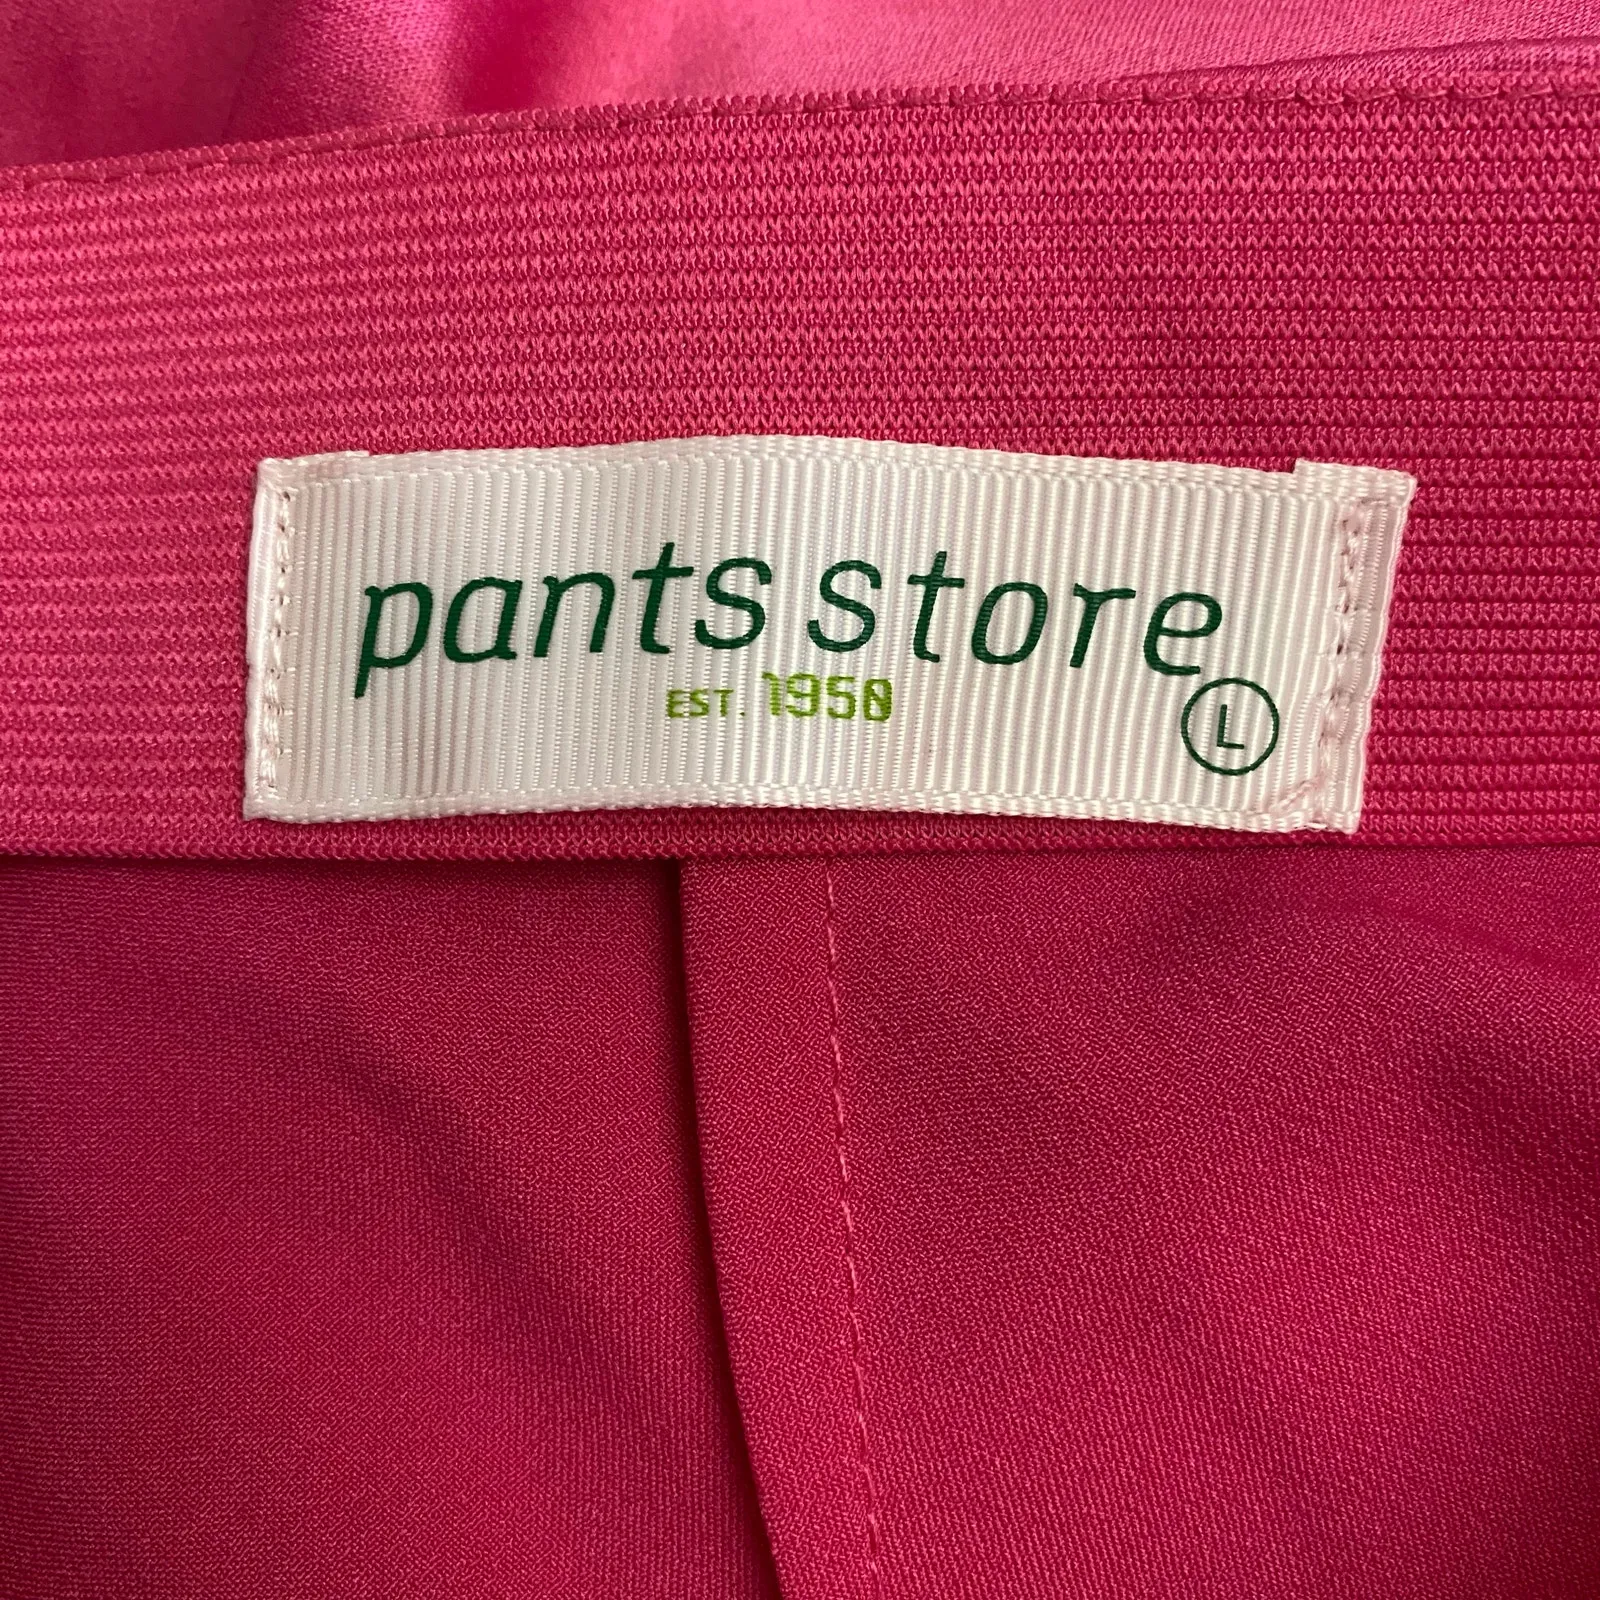 pants store
EST. 1950
L